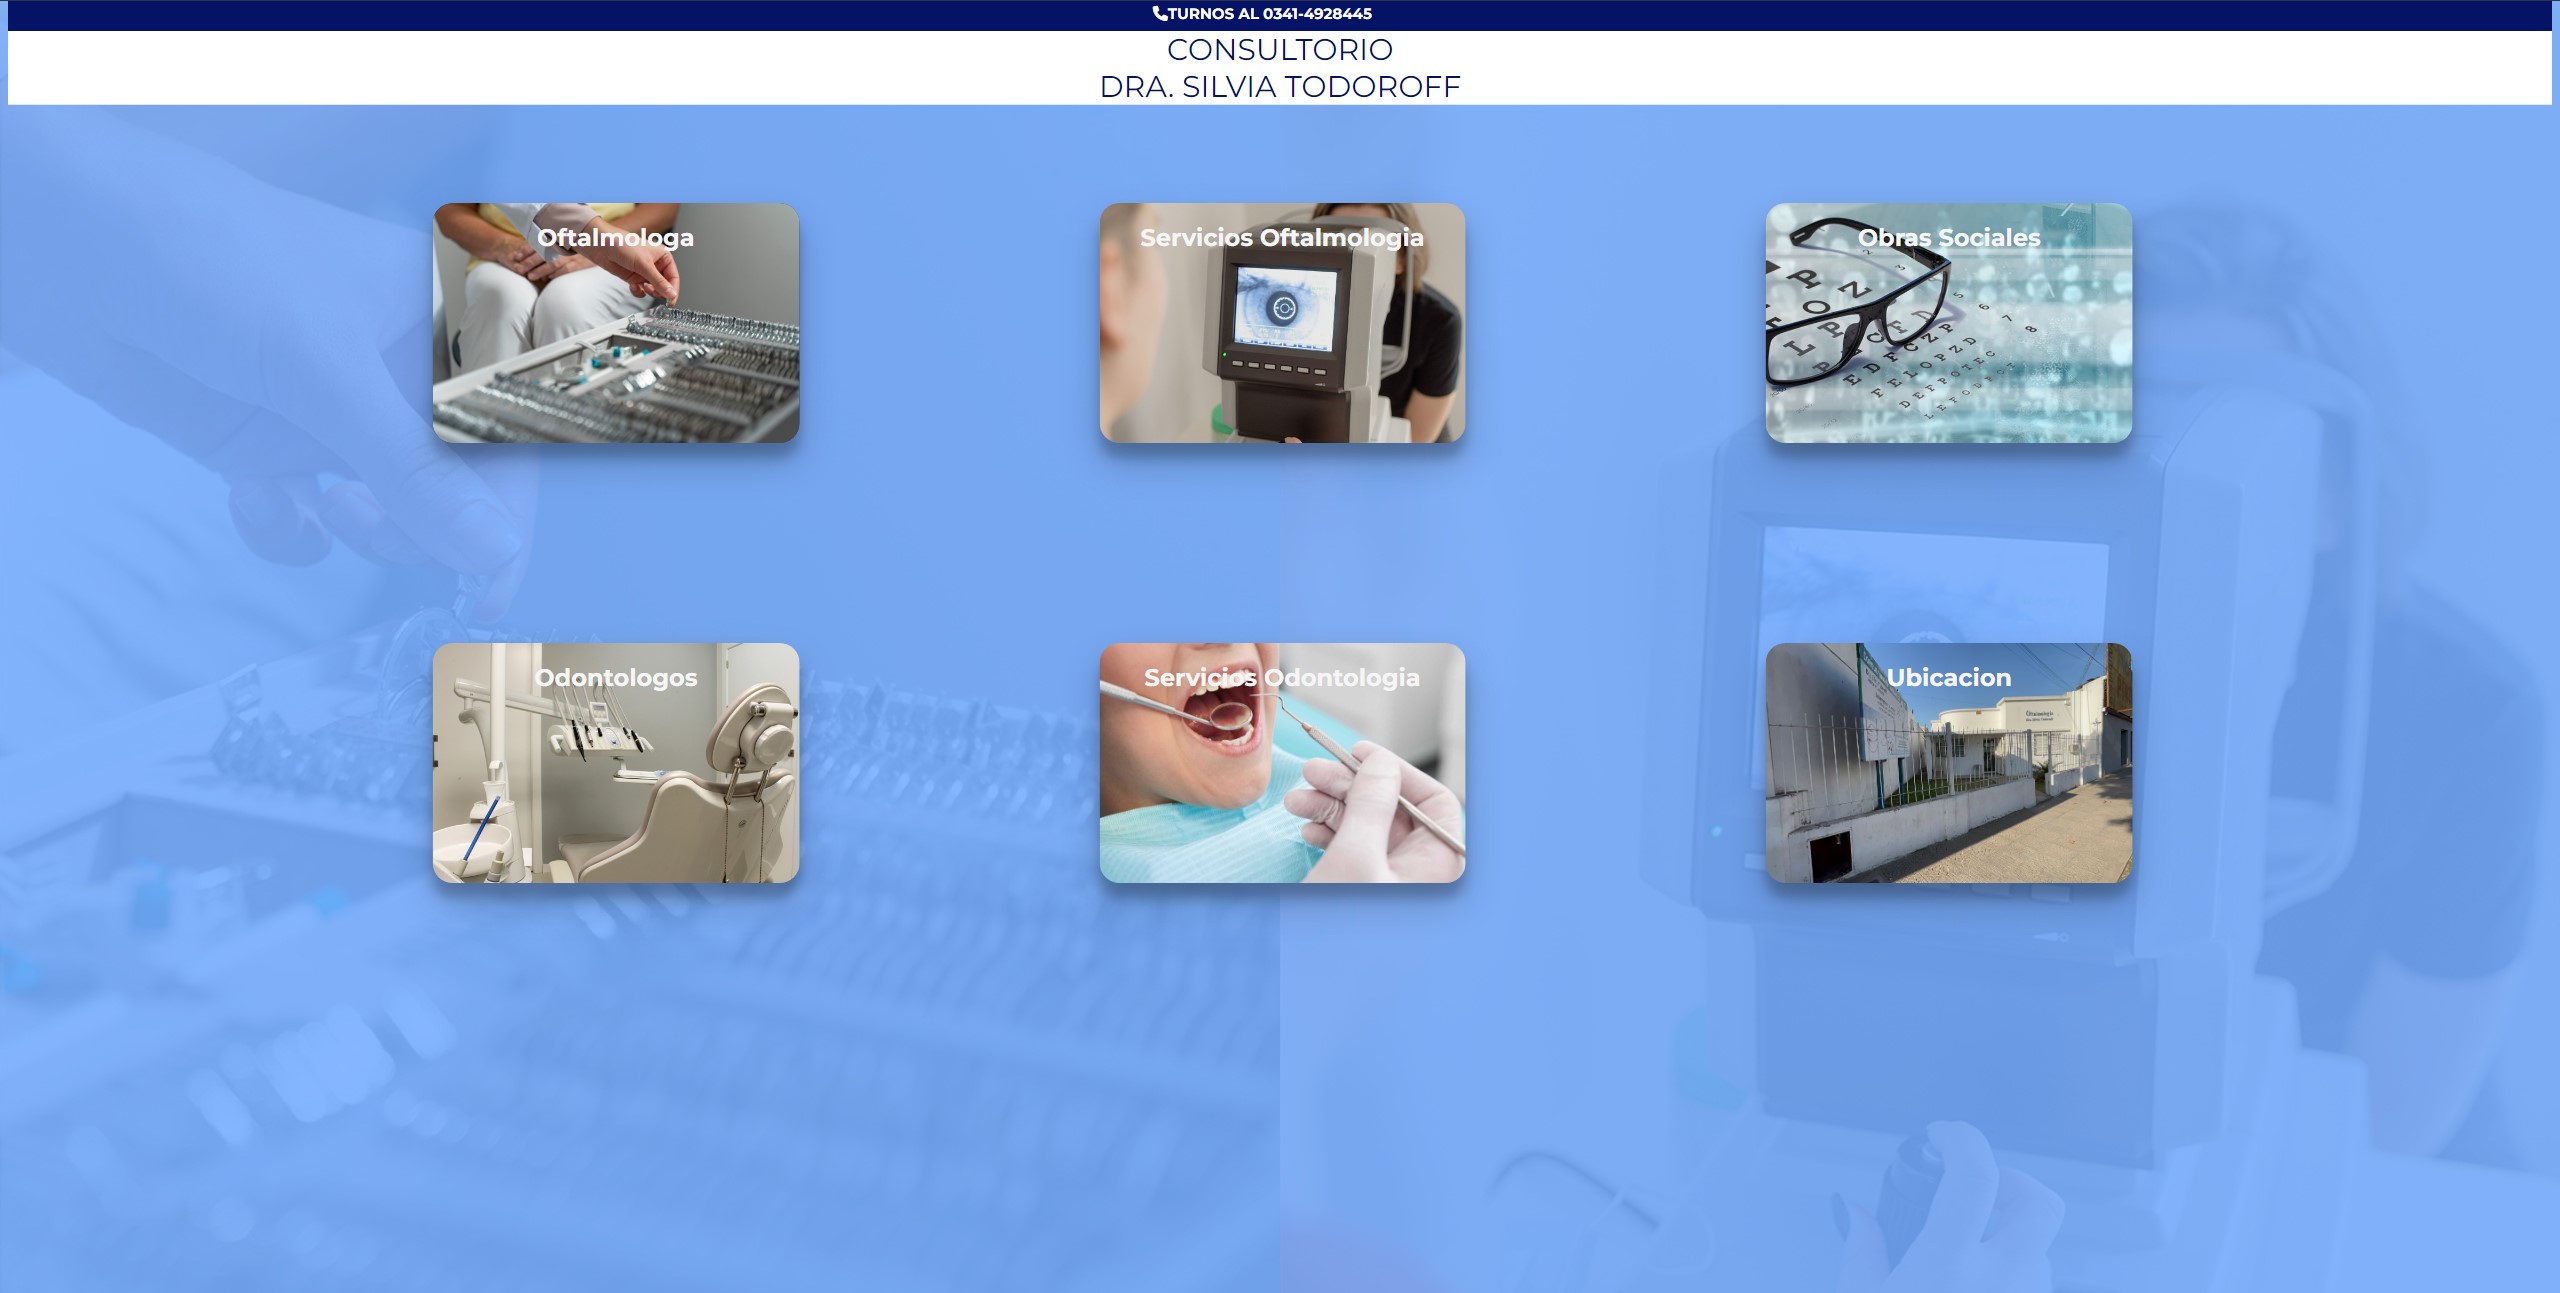 TURNOS AL 0341-4928445
CONSULTORIO
DRA. SILVIA TODOROFF
Oftalmologa
Servicios Oftalmologia
Obras Sociales
Odontologos
Servicios Odontologia
Ubicacion